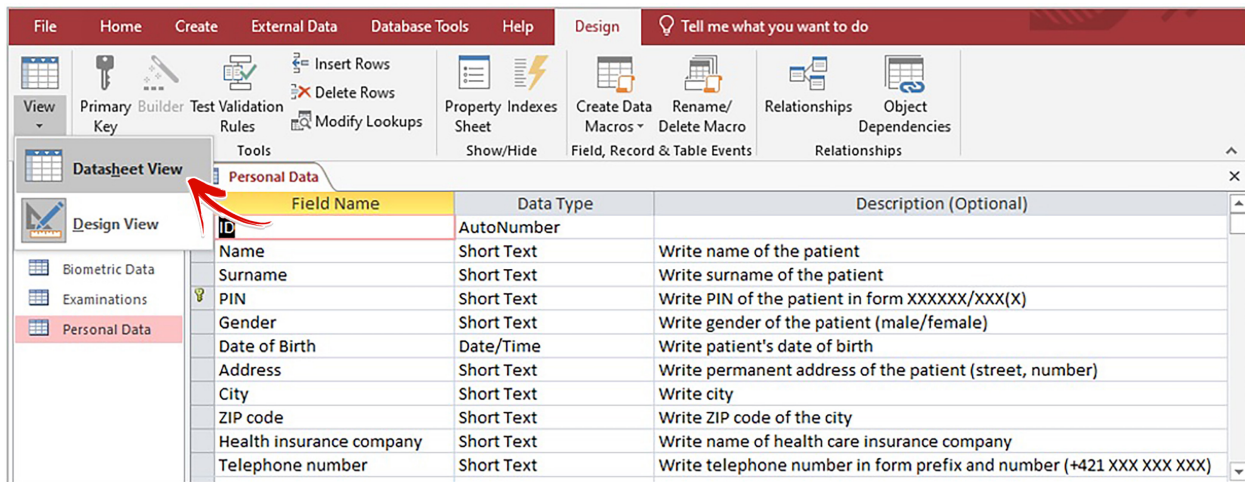 File Home Create External Data Database Tools Help Design Tell me what you want to do
View
Primary Key
Builder
Test Validation Rules
Insert Rows
Delete Rows
Modify Lookups
Tools
Property Sheet
Indexes
Show/Hide
Create Data Macros
Rename/ Delete Macro
Field, Record & Table Events
Relationships
Object Dependencies
Relationships
Datasheet View
Design View
Biometric Data
Examinations
Personal Data
Personal Data
Field Name Data Type Description (Optional)
ID AutoNumber
Name Short Text Write name of the patient
Surname Short Text Write surname of the patient
PIN Short Text Write PIN of the patient in form XXXXXX/XXX(X)
Gender Short Text Write gender of the patient (male/female)
Date of Birth Date/Time Write patient's date of birth
Address Short Text Write permanent address of the patient (street, number)
City Short Text Write city
ZIP code Short Text Write ZIP code of the city
Health insurance company Short Text Write name of health care insurance company
Telephone number Short Text Write telephone number in form prefix and number (+421 XXX XXX XXX)